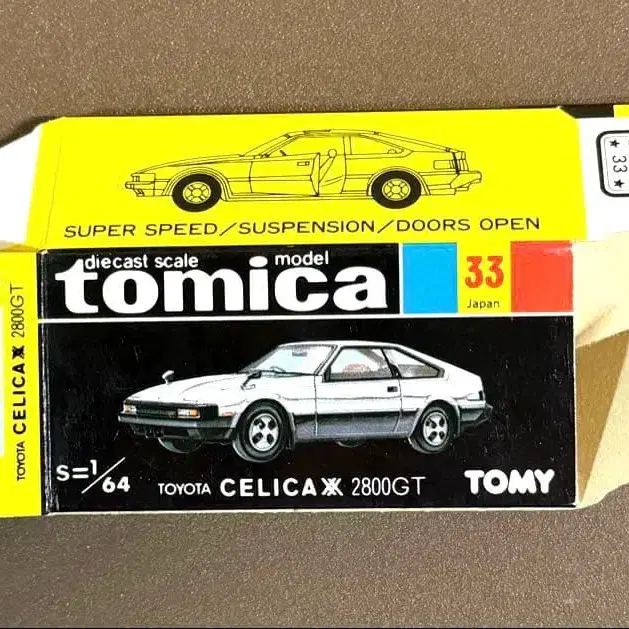 ★ 33 ★
SUPER SPEED/SUSPENSION/DOORS OPEN
diecast scale model
tomica
33
Japan
TOYOTA CELICA XX 2800GT
S=1/64
TOYOTA CELICA XX 2800GT
TOMY